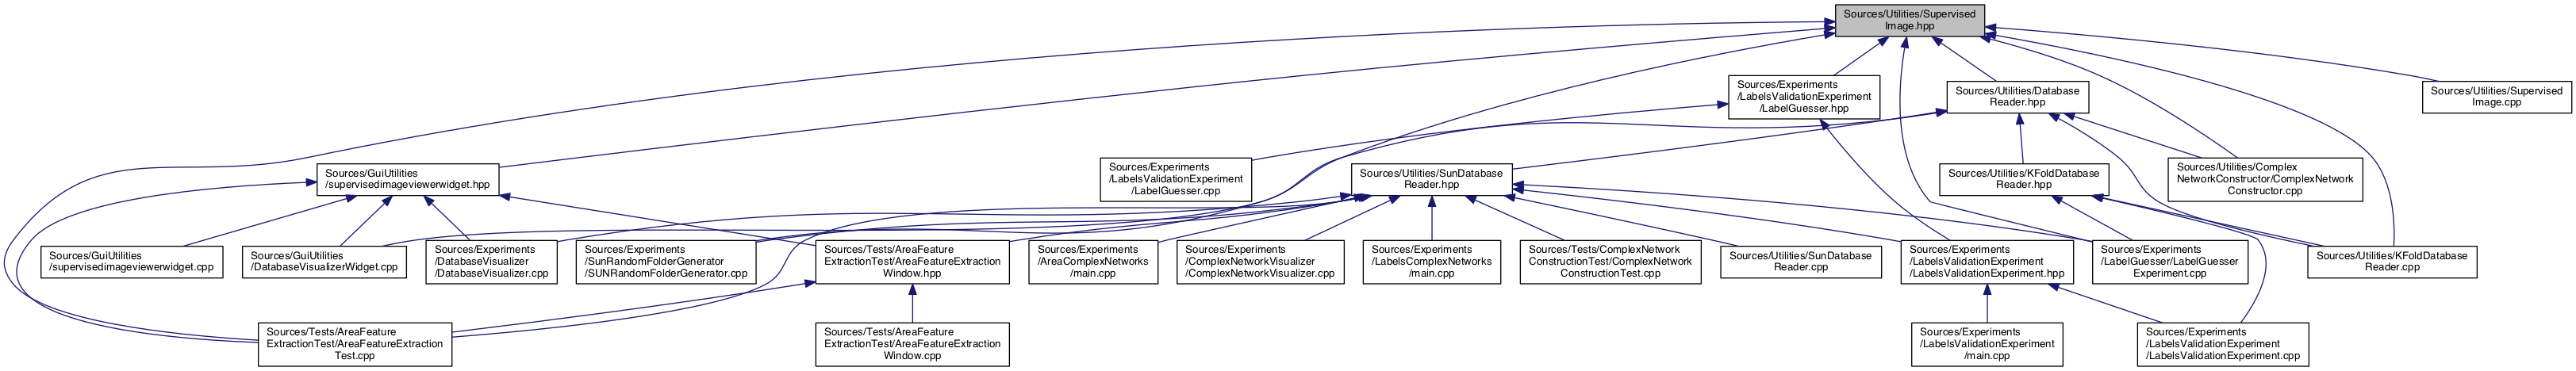 Sources/Utilities/Supervised
Image.hpp
Sources/Experiments
/LabelsValidationExperiment
/LabelGuesser.hpp
Sources/Utilities/Database
Reader.hpp
Sources/Utilities/Supervised
Image.cpp
Sources/GuiUtilities
/supervisedimageviewerwidget.hpp
Sources/Experiments
/LabelsValidationExperiment
/LabelGuesser.cpp
Sources/Utilities/SunDatabase
Reader.hpp
Sources/Utilities/KFoldDatabase
Reader.hpp
Sources/Utilities/Complex
NetworkConstructor/ComplexNetwork
Constructor.cpp
Sources/GuiUtilities
/supervisedimageviewerwidget.cpp
Sources/GuiUtilities
/DatabaseVisualizerWidget.cpp
Sources/Experiments
/DatabaseVisualizer
/DatabaseVisualizer.cpp
Sources/Experiments
/SunRandomFolderGenerator
/SUNRandomFolderGenerator.cpp
Sources/Tests/AreaFeature
ExtractionTest/AreaFeatureExtraction
Window.hpp
Sources/Experiments
/AreaComplexNetworks
/main.cpp
Sources/Experiments
/ComplexNetworkVisualizer
/ComplexNetworkVisualizer.cpp
Sources/Experiments
/LabelsComplexNetworks
/main.cpp
Sources/Tests/ComplexNetwork
ConstructionTest/ComplexNetwork
ConstructionTest.cpp
Sources/Utilities/SunDatabase
Reader.cpp
Sources/Experiments
/LabelsValidationExperiment
/LabelsValidationExperiment.hpp
Sources/Experiments
/LabelGuesser/LabelGuesser
Experiment.cpp
Sources/Utilities/KFoldDatabase
Reader.cpp
Sources/Tests/AreaFeature
ExtractionTest/AreaFeatureExtraction
Test.cpp
Sources/Tests/AreaFeature
ExtractionTest/AreaFeatureExtraction
Window.cpp
Sources/Experiments
/LabelsValidationExperiment
/main.cpp
Sources/Experiments
/LabelsValidationExperiment
/LabelsValidationExperiment.cpp